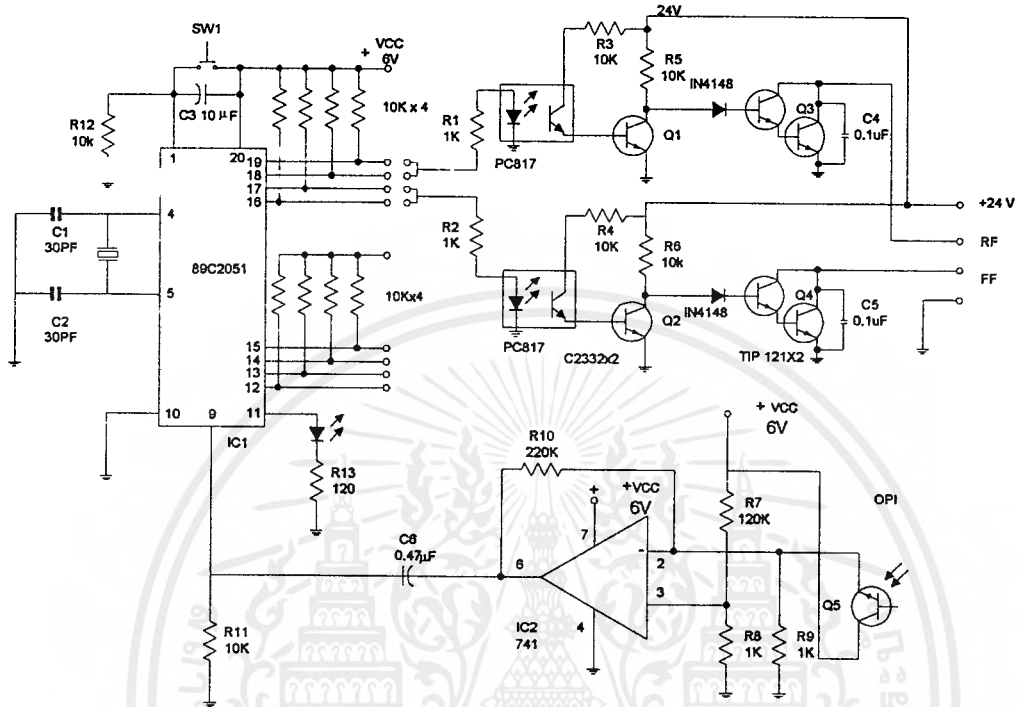 SW1
+ VCC
6V
C3 10 µF
10K x 4
R12
10k
1
20
19
18
17
16
4
5
C1
30PF
C2
30PF
89C2051
10Kx4
15
14
13
12
10
9
11
IC1
R13
120
R1
1K
R2
1K
PC817
PC817
24V
R3
10K
R5
10K
IN4148
Q1
Q3
C4
0.1uF
R4
10K
R6
10k
IN4148
Q2
Q4
C5
0.1uF
C2332x2
TIP 121X2
+24 V
RF
FF
R10
220K
+
+VCC
6V
7
-
2
3
6
4
IC2
741
C6
0.47µF
R11
10K
+ VCC
6V
R7
120K
R8
1K
R9
1K
OPI
Q5